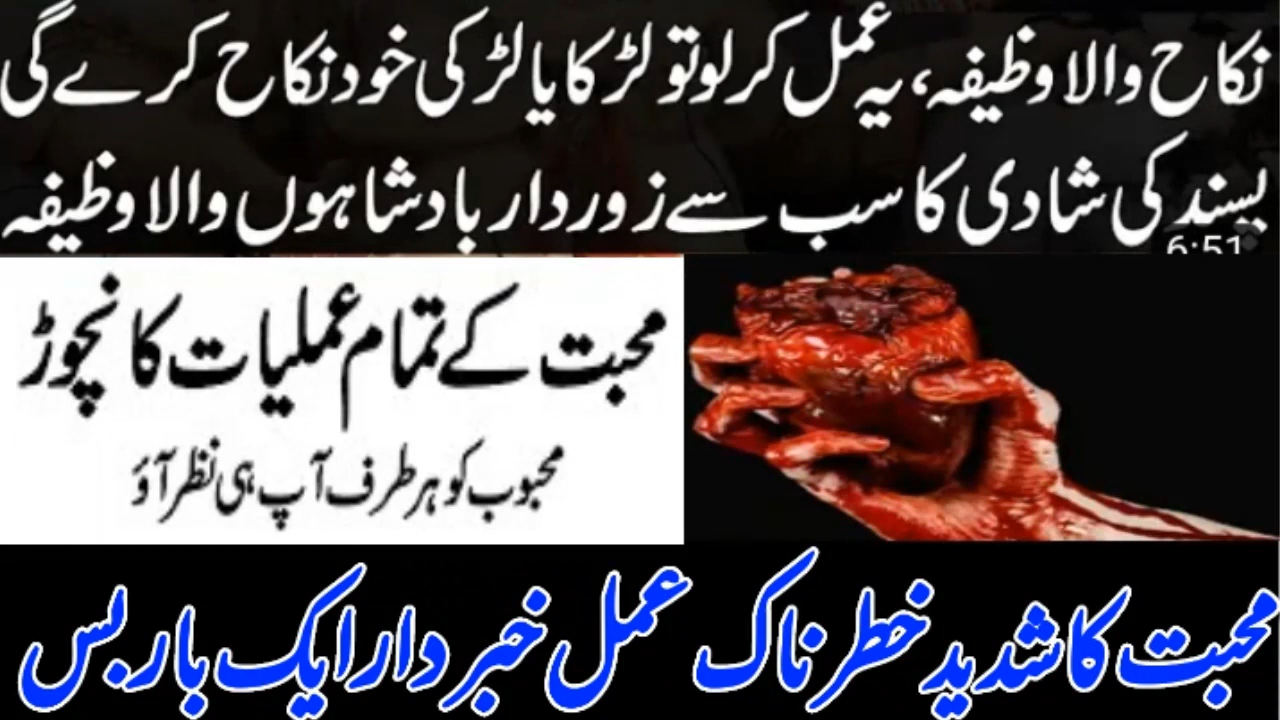 نکاح والا وظیفہ، یہ عمل کر لو تو لڑکا یا لڑکی خود نکاح کرے گی
پسند کی شادی کا سب سے زوردار بادشاہوں والا وظیفہ
6:51
محبت کے تمام عملیات کا نچوڑ
محبوب کو ہر طرف آپ ہی نظر آؤ
محبت کا شدید خطرناک عمل خبردار ایک بار بس